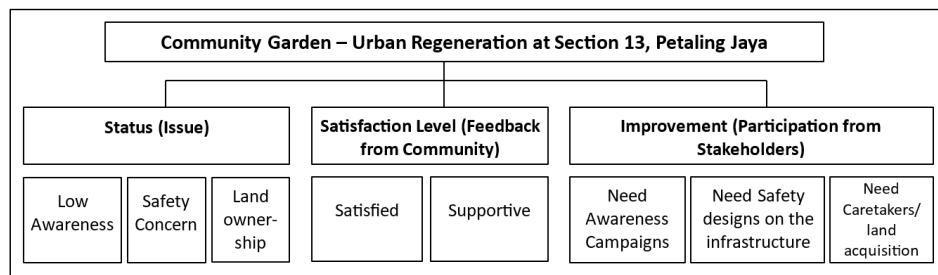 Community Garden – Urban Regeneration at Section 13, Petaling Jaya
Status (Issue)
Satisfaction Level (Feedback
from Community)
Improvement (Participation from
Stakeholders)
Low
Awareness
Safety
Concern
Land
owner-
ship
Satisfied
Supportive
Need
Awareness
Campaigns
Need Safety
designs on the
infrastructure
Need
Caretakers/
land
acquisition